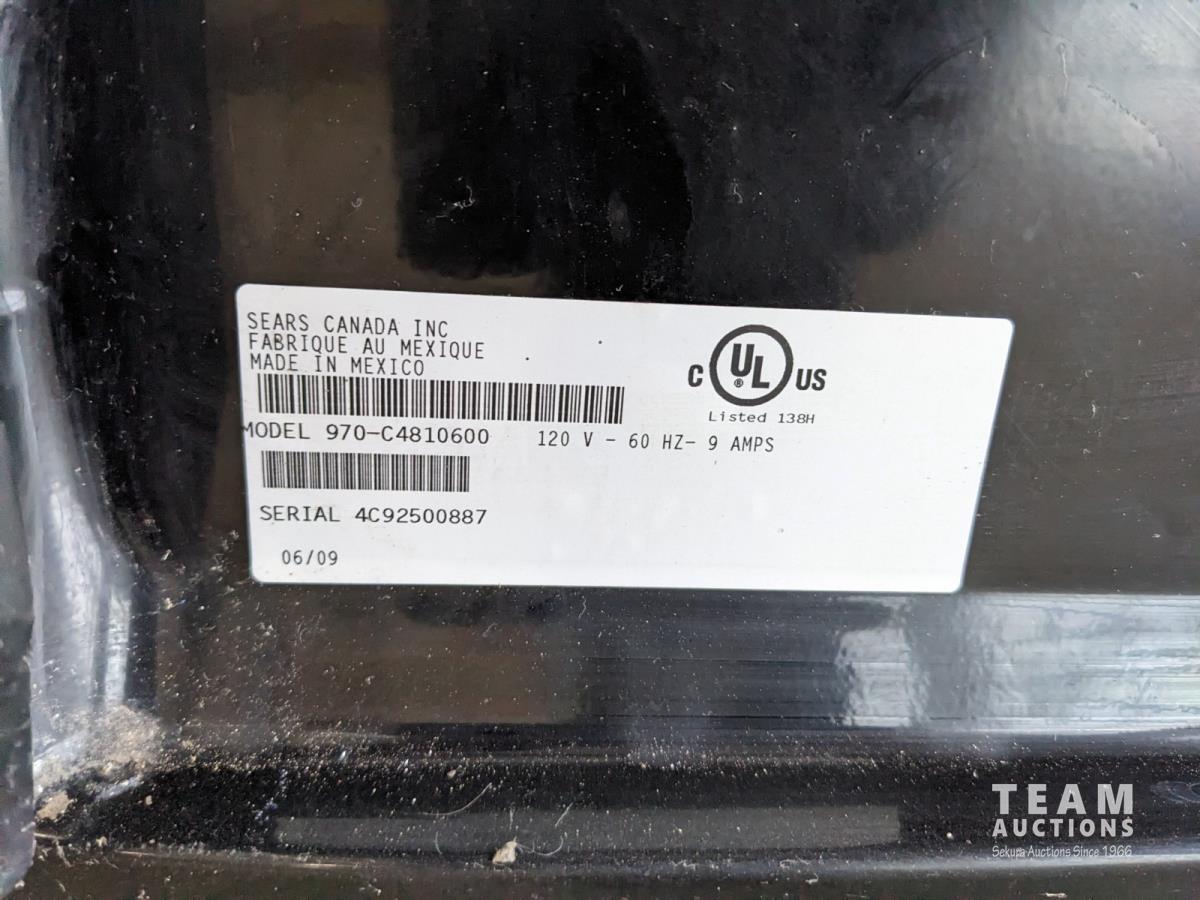 SEARS CANADA INC
FABRIQUE AU MEXIQUE
MADE IN MEXICO
C UL ® US
Listed 138H
MODEL 970-C4810600 120 V - 60 HZ- 9 AMPS
SERIAL 4C92500887
06/09
TEAM
AUCTIONS
Sekura Auctions Since 1966